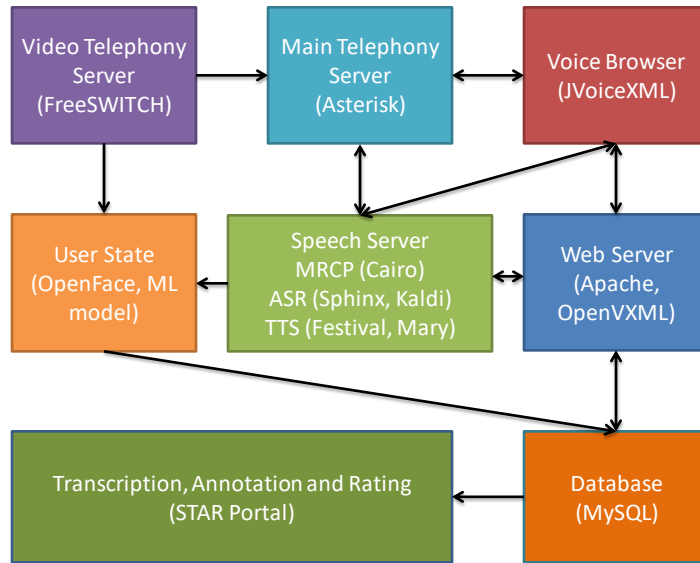 Video Telephony
Server
(FreeSWITCH)
Main Telephony
Server
(Asterisk)
Voice Browser
(JVoiceXML)
User State
(OpenFace, ML
model)
Speech Server
MRCP (Cairo)
ASR (Sphinx, Kaldi)
TTS (Festival, Mary)
Web Server
(Apache,
OpenVXML)
Transcription, Annotation and Rating
(STAR Portal)
Database
(MySQL)